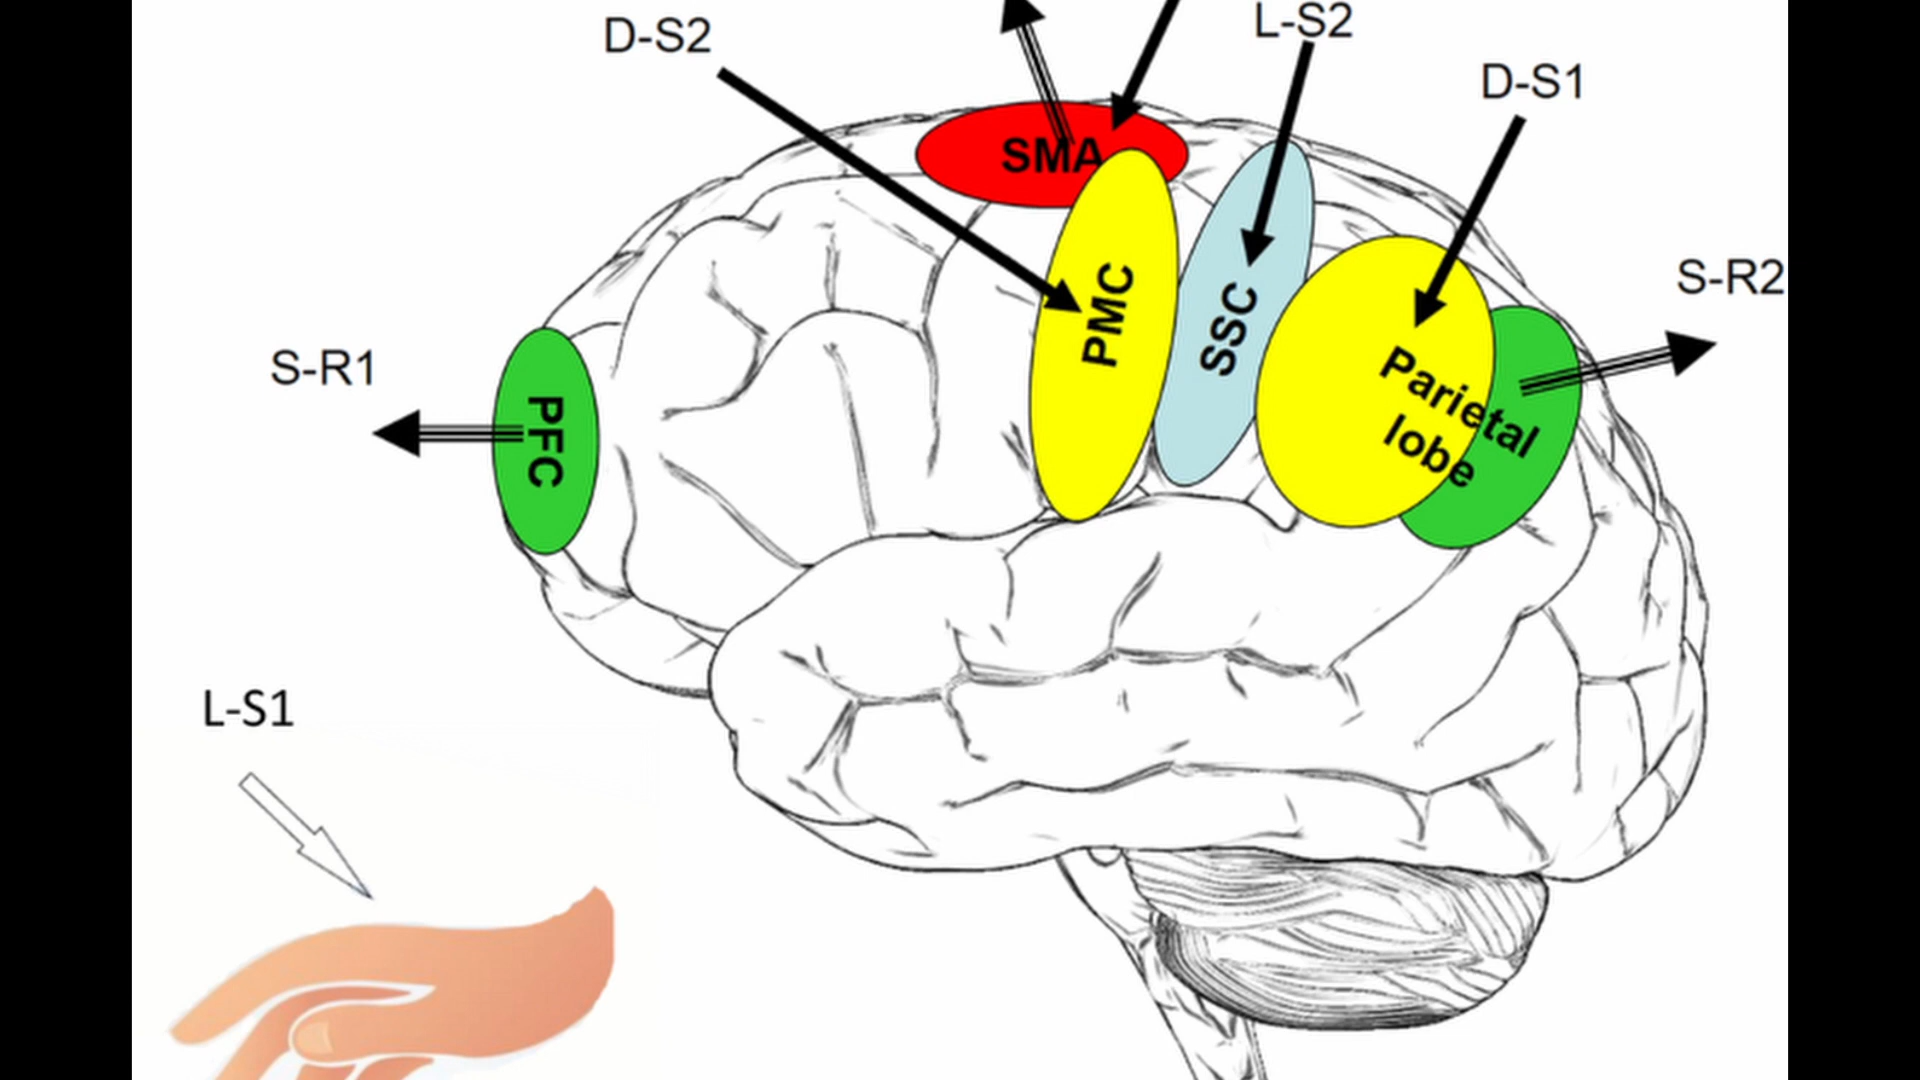 D-S2
L-S2
D-S1
SMA
S-R2
PMC
SSC
S-R1
Parietal
lobe
PFC
L-S1